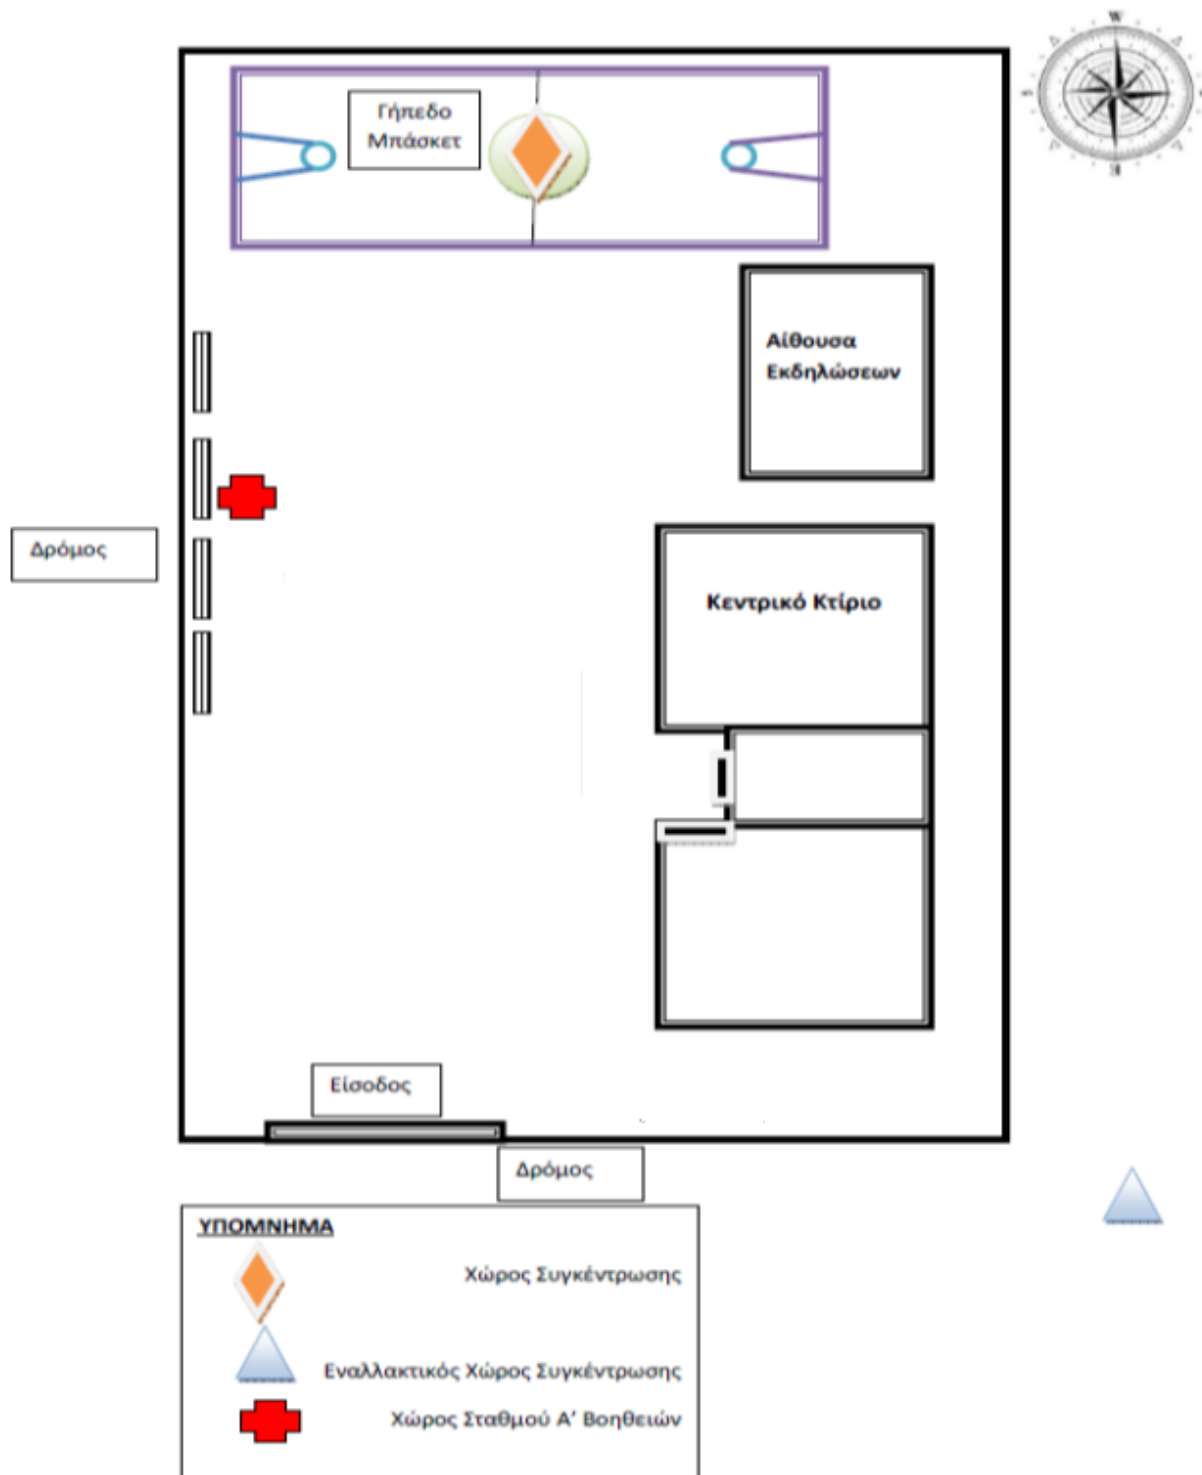 W
S
Γήπεδο
Μπάσκετ
Αίθουσα
Εκδηλώσεων
Δρόμος
Κεντρικό Κτίριο
Είσοδος
Δρόμος
ΥΠΟΜΝΗΜΑ
Χώρος Συγκέντρωσης
Εναλλακτικός Χώρος Συγκέντρωσης
Χώρος Σταθμού Α’ Βοηθειών